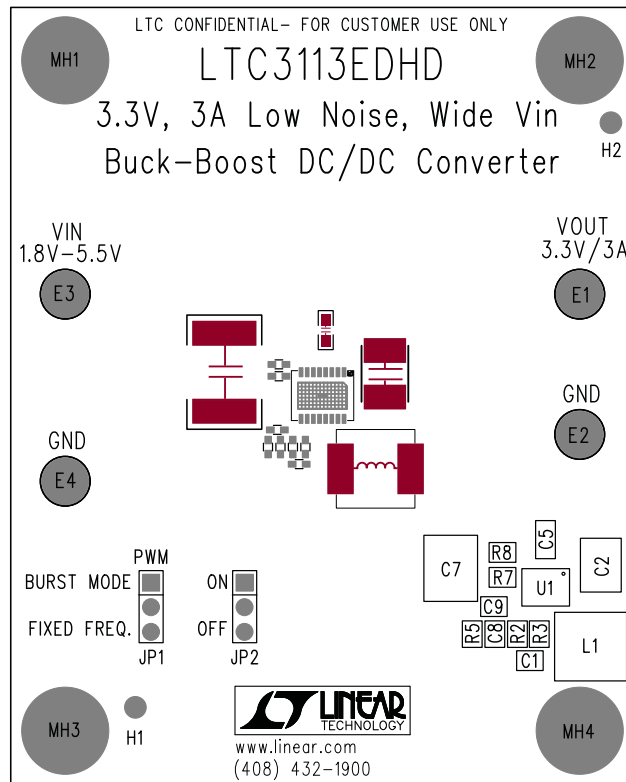 LTC CONFIDENTIAL- FOR CUSTOMER USE ONLY
MH1
LTC3113EDHD
MH2
3.3V, 3A Low Noise, Wide Vin
H2
Buck-Boost DC/DC Converter
VIN
1.8V-5.5V
VOUT
3.3V/3A
E3
E1
GND
E2
GND
E4
PWM
BURST MODE
FIXED FREQ.
JP1
ON
OFF
JP2
C7
R8
R7
C5
C2
U1
C9
R5
C8
R2
R3
L1
C1
MH3
H1
LINEAR
TECHNOLOGY
MH4
www.linear.com
(408) 432-1900